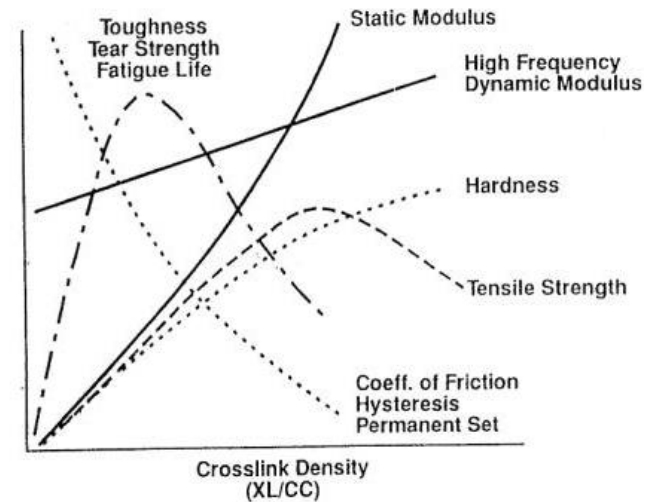 Toughness
Tear Strength
Fatigue Life
Static Modulus
High Frequency
Dynamic Modulus
Hardness
Tensile Strength
Coeff. of Friction
Hysteresis
Permanent Set
Crosslink Density
(XL/CC)